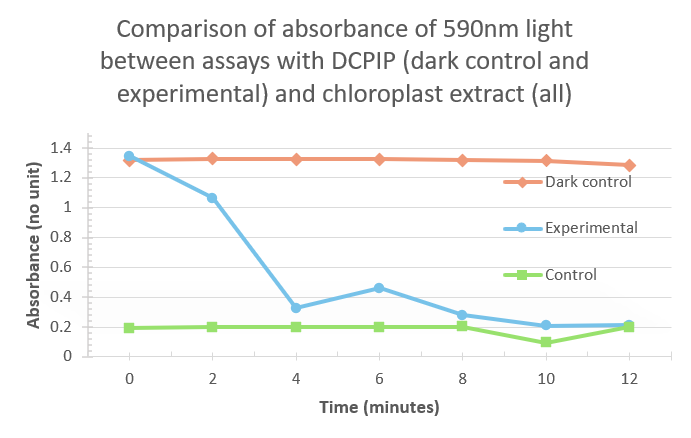 Comparison of absorbance of 590nm light
between assays with DCPIP (dark control and
experimental) and chloroplast extract (all)
Absorbance (no unit)
1.4
1.2
1
0.8
0.6
0.4
0.2
0
Dark control
Experimental
Control
0 2 4 6 8 10 12
Time (minutes)